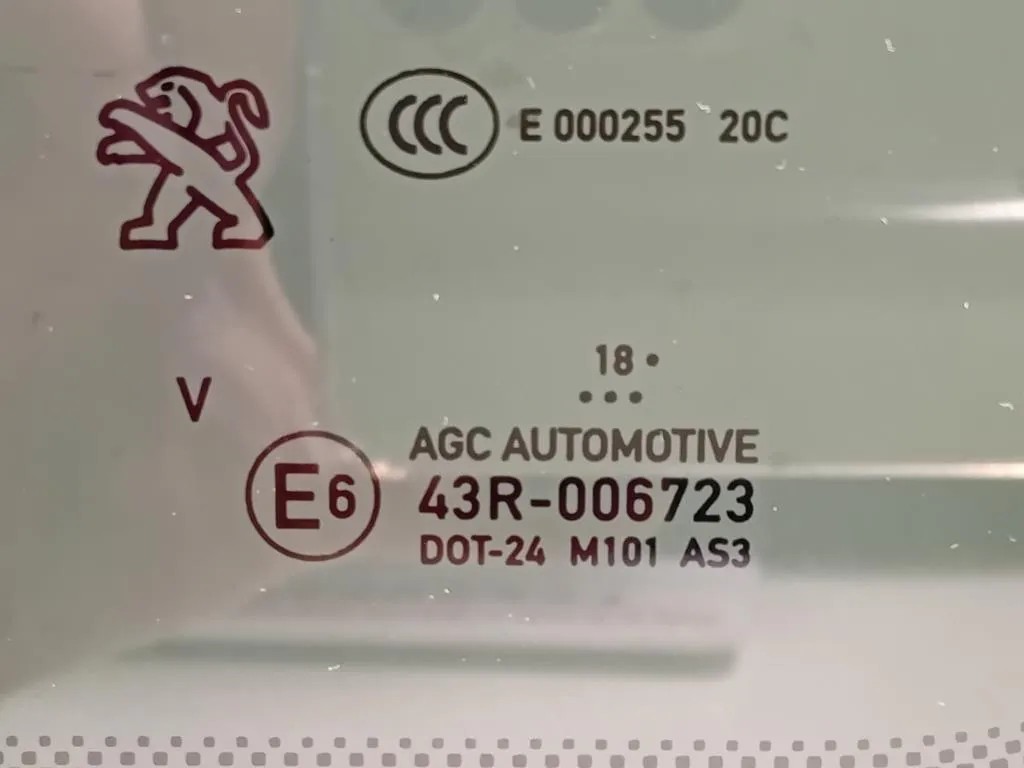 CCC E 000255 20C
18 •
•••
V
AGC AUTOMOTIVE
E6 43R-006723
DOT-24 M101 AS3